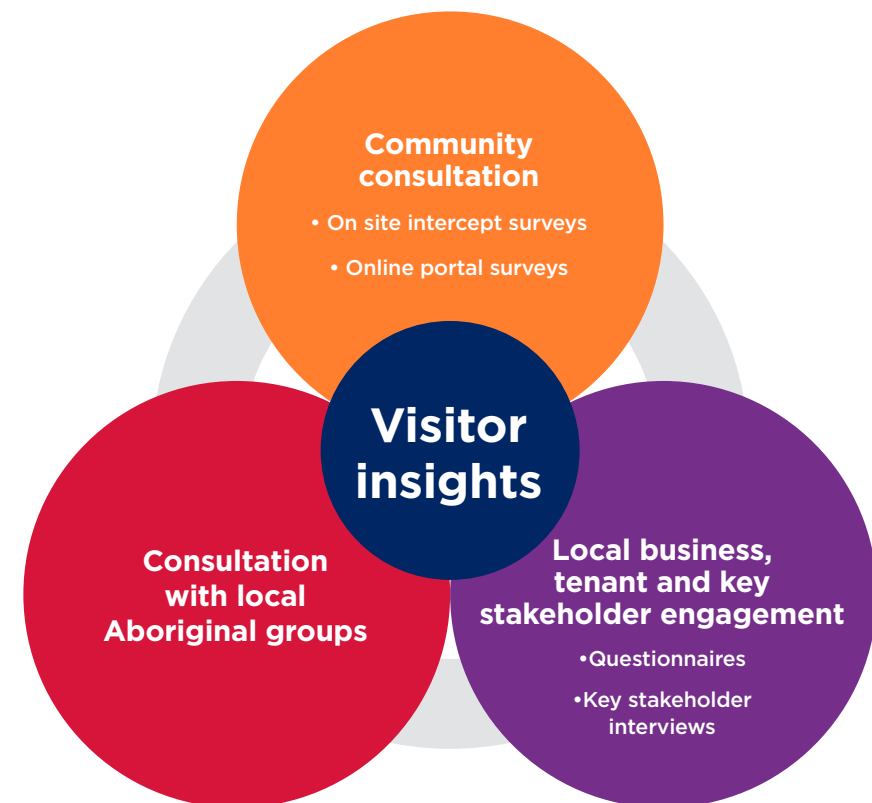 Community
consultation
• On site intercept surveys
• Online portal surveys
Visitor
insights
Consultation
with local
Aboriginal groups
Local business,
tenant and key
stakeholder engagement
•Questionnaires
•Key stakeholder
interviews